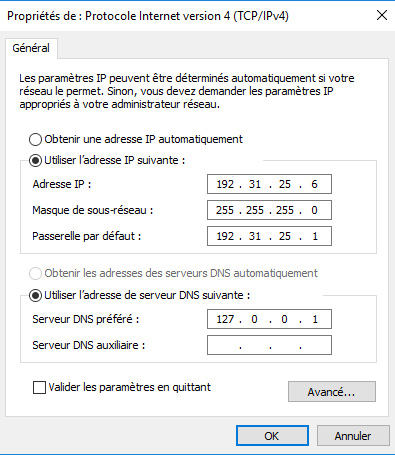 Propriétés de : Protocole Internet version 4 (TCP/IPv4)
Général
Les paramètres IP peuvent être déterminés automatiquement si votre
réseau le permet. Sinon, vous devez demander les paramètres IP
appropriés à votre administrateur réseau.
Obtenir une adresse IP automatiquement
Utiliser l'adresse IP suivante :
Adresse IP : 192 . 31 . 25 . 6
Masque de sous-réseau : 255 . 255 . 255 . 0
Passerelle par défaut : 192 . 31 . 25 . 1
Obtenir les adresses des serveurs DNS automatiquement
Utiliser l'adresse de serveur DNS suivante :
Serveur DNS préféré : 127 . 0 . 0 . 1
Serveur DNS auxiliaire : . . .
Valider les paramètres en quittant
Avancé...
OK Annuler